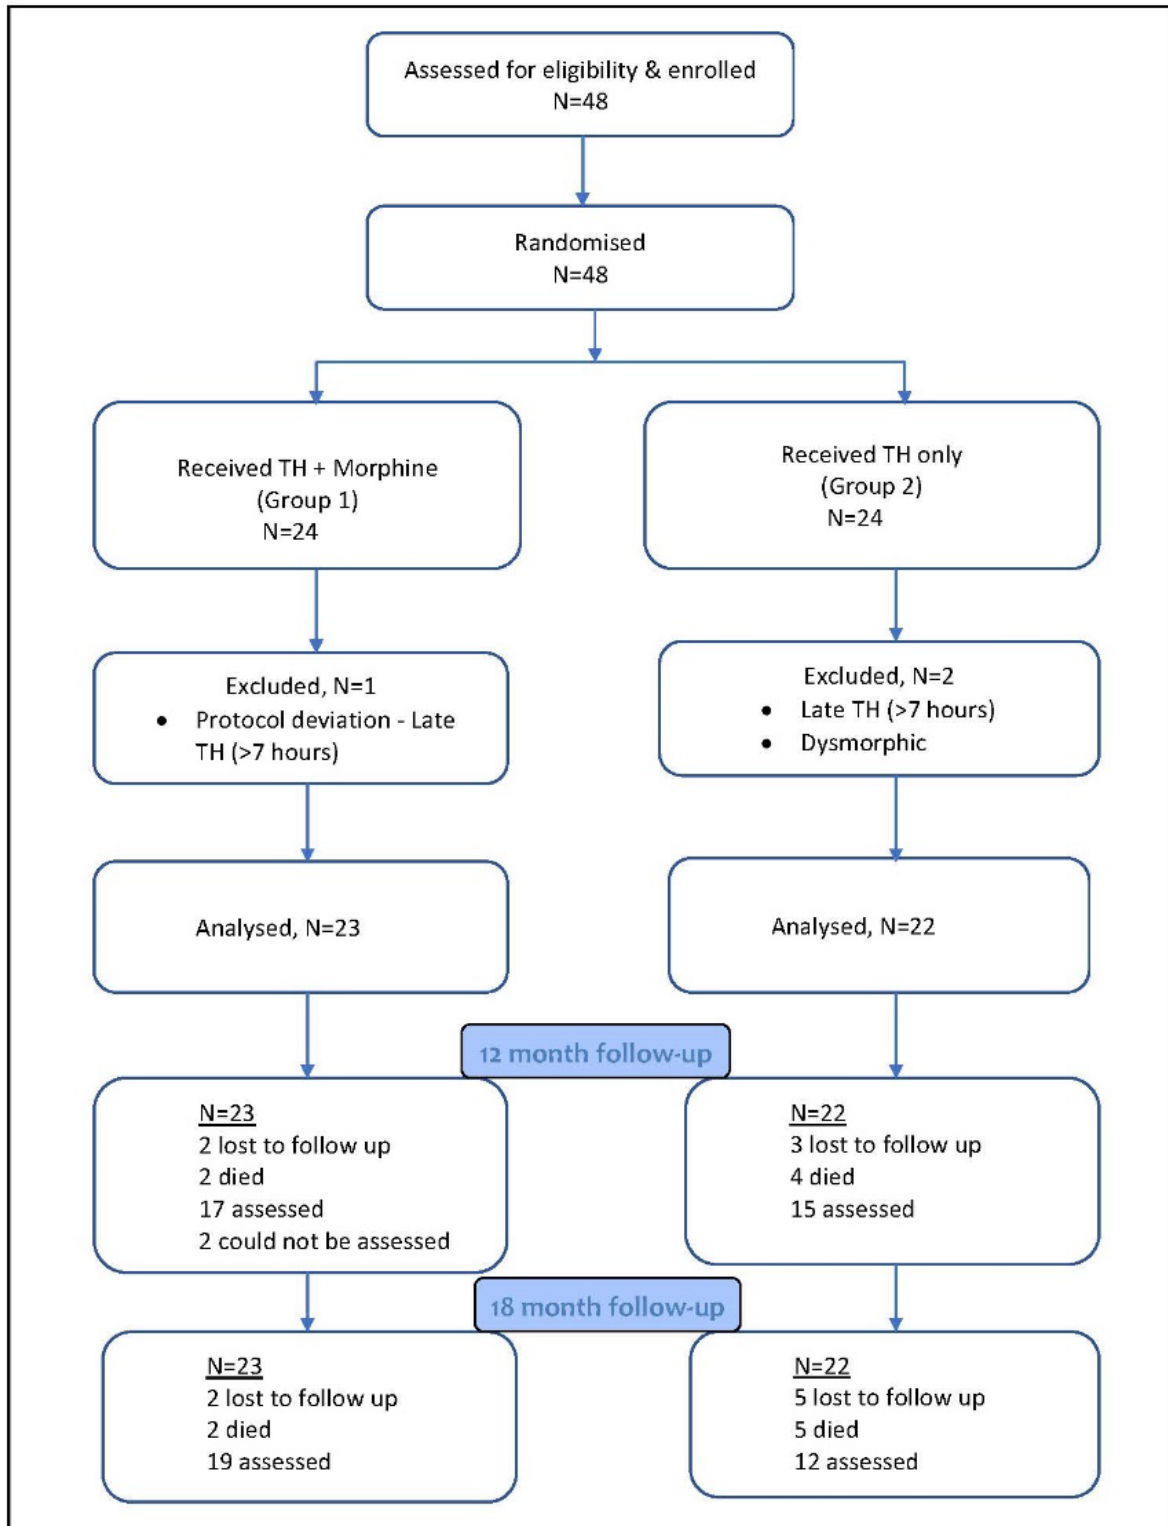 Assessed for eligibility & enrolled
N=48
Randomised
N=48
Received TH + Morphine
(Group 1)
N=24
Received TH only
(Group 2)
N=24
Excluded, N=1
• Protocol deviation - Late
TH (>7 hours)
Excluded, N=2
• Late TH (>7 hours)
• Dysmorphic
Analysed, N=23
Analysed, N=22
12 month follow-up
N=23
2 lost to follow up
2 died
17 assessed
2 could not be assessed
N=22
3 lost to follow up
4 died
15 assessed
18 month follow-up
N=23
2 lost to follow up
2 died
19 assessed
N=22
5 lost to follow up
5 died
12 assessed